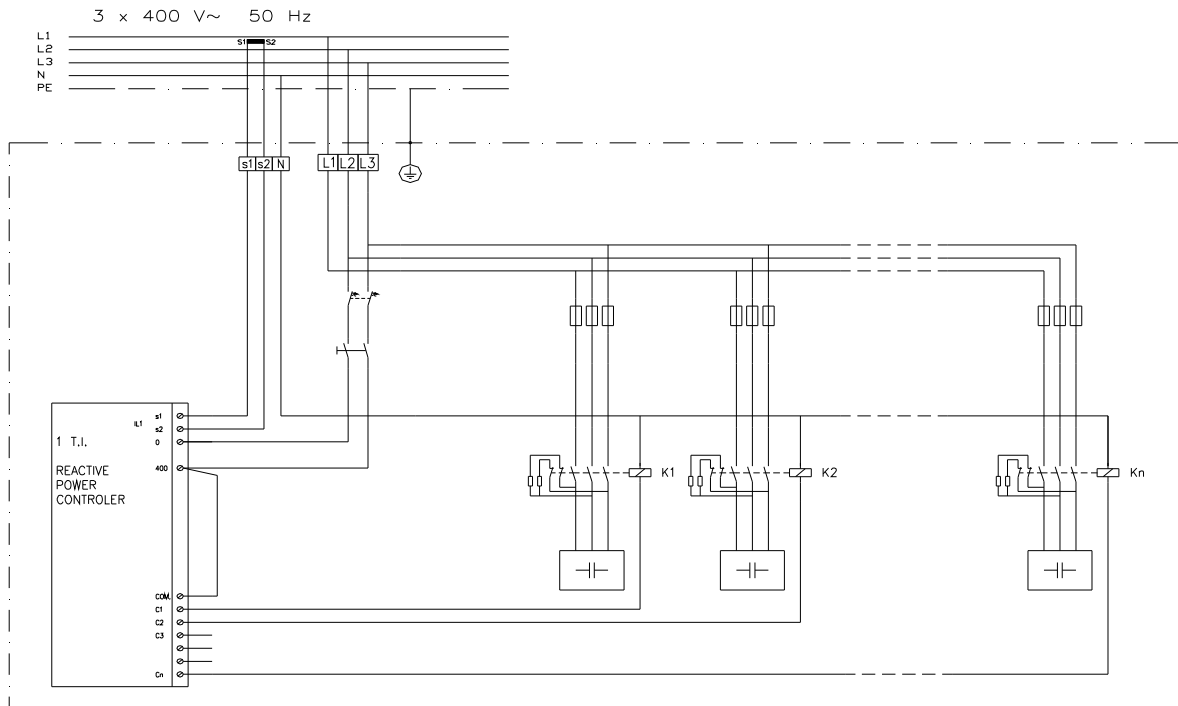 3 x 400 V~ 50 Hz
L1
S1 S2
L2
L3
N
PE
s1 s2 N L1 L2 L3
s1
IL1
s2
1 T.I.
0
400
REACTIVE
POWER
CONTROLER
K1 K2 Kn
COM.
C1
C2
C3
Cn